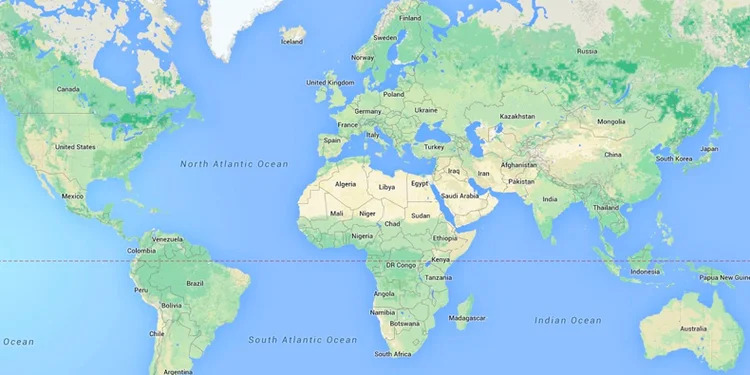 Finland
Iceland
Sweden
Norway
Russia
United Kingdom
Canada
Poland
Germany
Ukraine
Kazakhstan
France
Mongolia
Italy
Spain
Turkey
United States
Japan
China
South Korea
North Atlantic Ocean
Afghanistan
Iraq
Iran
Pakistan
Algeria
Libya
Egypt
Mexico
Saudi Arabia
India
Mali
Niger
Thailand
Sudan
Chad
Nigeria
Ethiopia
Venezuela
Colombia
Kenya
DR Congo
Indonesia
Tanzania
Papua New Guine
Brazil
Peru
Angola
Bolivia
Namibia
Madagascar
Indian Ocean
Botswana
Australia
Chile
South Atlantic Ocean
Ocean
South Africa
Argentina